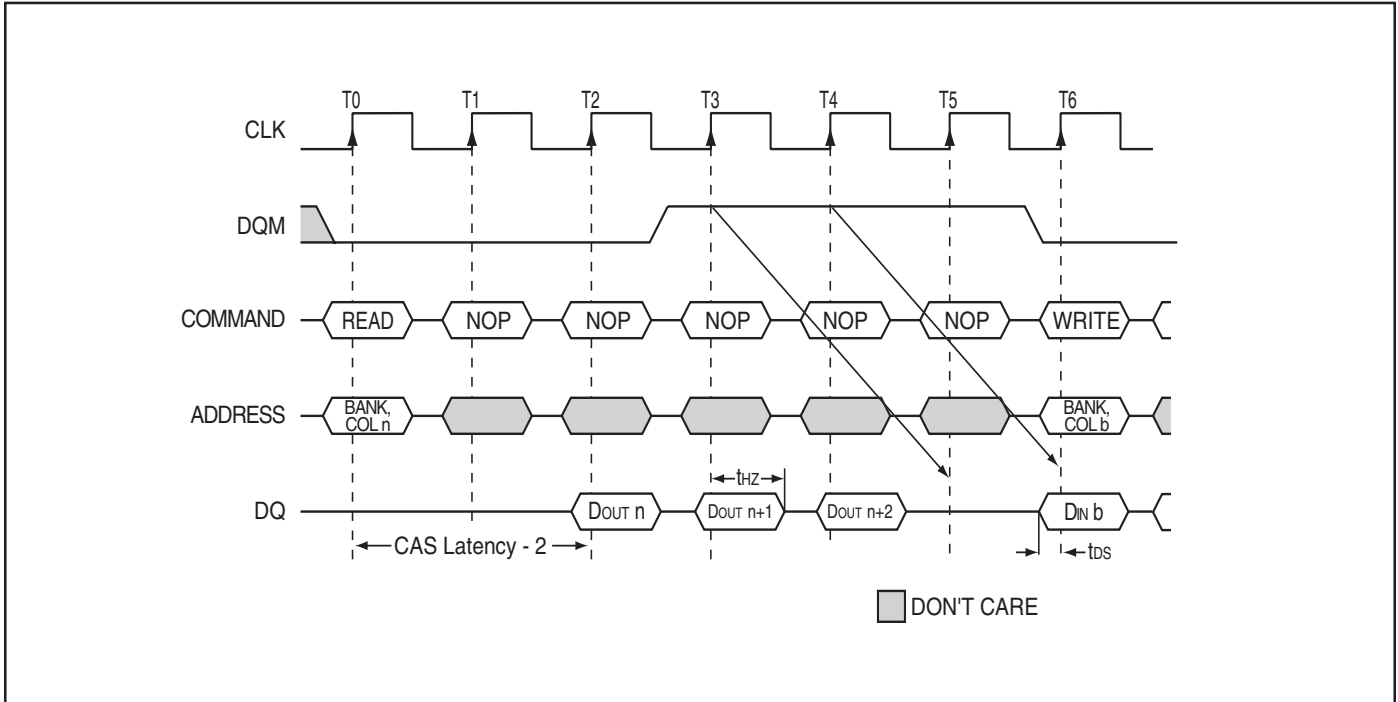 T0 T1 T2 T3 T4 T5 T6
CLK
DQM
COMMAND READ NOP NOP NOP NOP NOP WRITE
ADDRESS BANK, COL n BANK, COL b
tHZ
DQ DOUT n DOUT n+1 DOUT n+2 DIN b
CAS Latency - 2 tDS
DON'T CARE